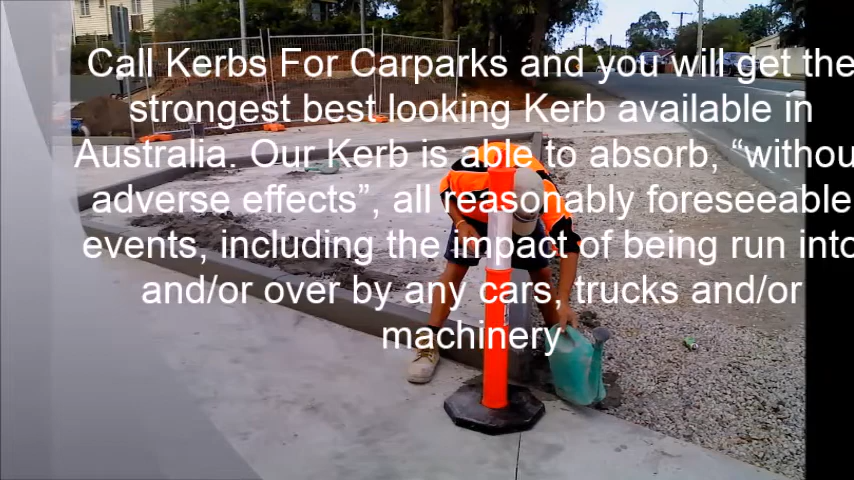 Call Kerbs For Carparks and you will get the
strongest best looking Kerb available in
Australia. Our Kerb is able to absorb, “withou
adverse effects”, all reasonably foreseeable
events, including the impact of being run into
and/or over by any cars, trucks and/or
machinery